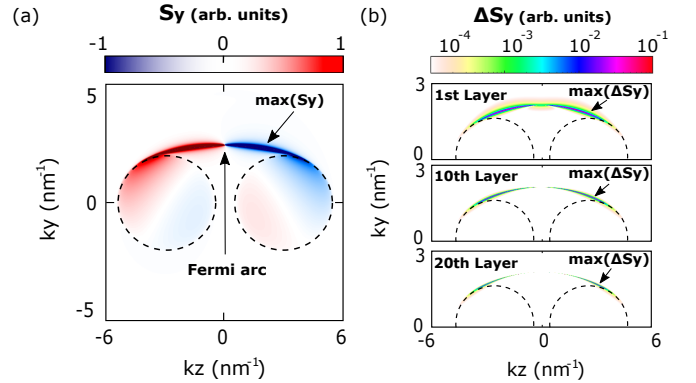 (a)
Sy (arb. units)
-1 0 1
5
0
-5
ky (nm⁻¹)
max(Sy)
Fermi arc
-6 0 6
kz (nm⁻¹)
(b)
ΔSy (arb. units)
10⁻⁴ 10⁻³ 10⁻² 10⁻¹
ky (nm⁻¹)
3
0
1st Layer
max(ΔSy)
3
0
10th Layer
max(ΔSy)
3
0
20th Layer
max(ΔSy)
-6 0 6
kz (nm⁻¹)